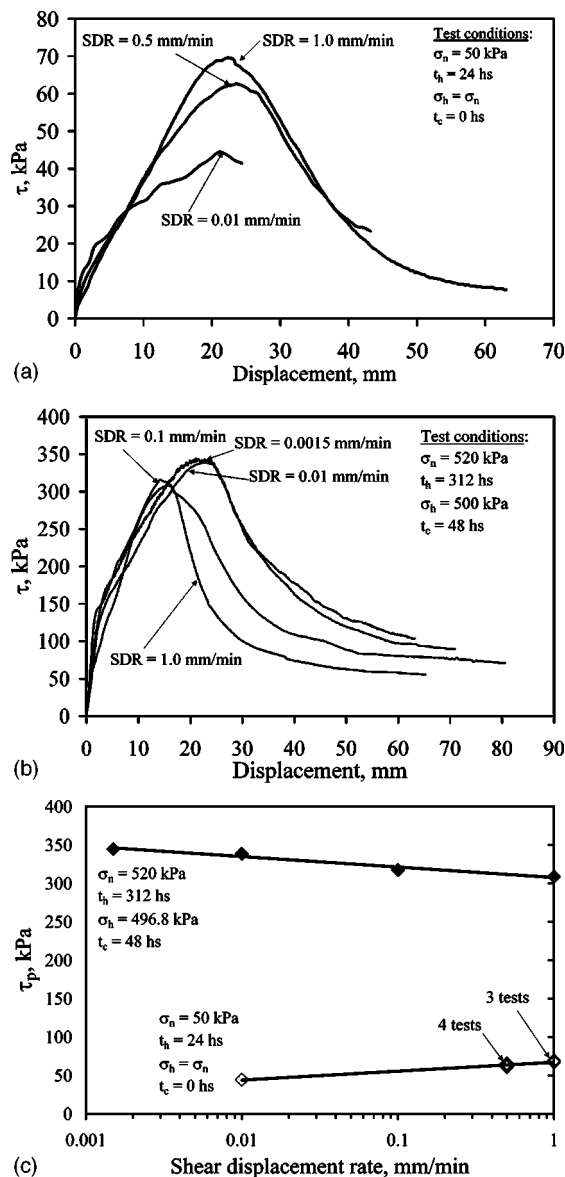 80
70
60
50
40
30
20
10
0
τ, kPa
SDR = 0.5 mm/min
SDR = 1.0 mm/min
SDR = 0.01 mm/min
Test conditions:
σn = 50 kPa
th = 24 hs
σh = σn
tc = 0 hs
0 10 20 30 40 50 60 70
(a) Displacement, mm
400
350
300
250
200
150
100
50
0
τ, kPa
SDR = 0.1 mm/min
SDR = 0.0015 mm/min
SDR = 0.01 mm/min
SDR = 1.0 mm/min
Test conditions:
σn = 520 kPa
th = 312 hs
σh = 500 kPa
tc = 48 hs
0 10 20 30 40 50 60 70 80 90
(b) Displacement, mm
400
350
300
250
200
150
100
50
0
τp, kPa
σn = 520 kPa
th = 312 hs
σh = 496.8 kPa
tc = 48 hs
σn = 50 kPa
th = 24 hs
σh = σn
tc = 0 hs
4 tests
3 tests
0.001 0.01 0.1 1
(c) Shear displacement rate, mm/min